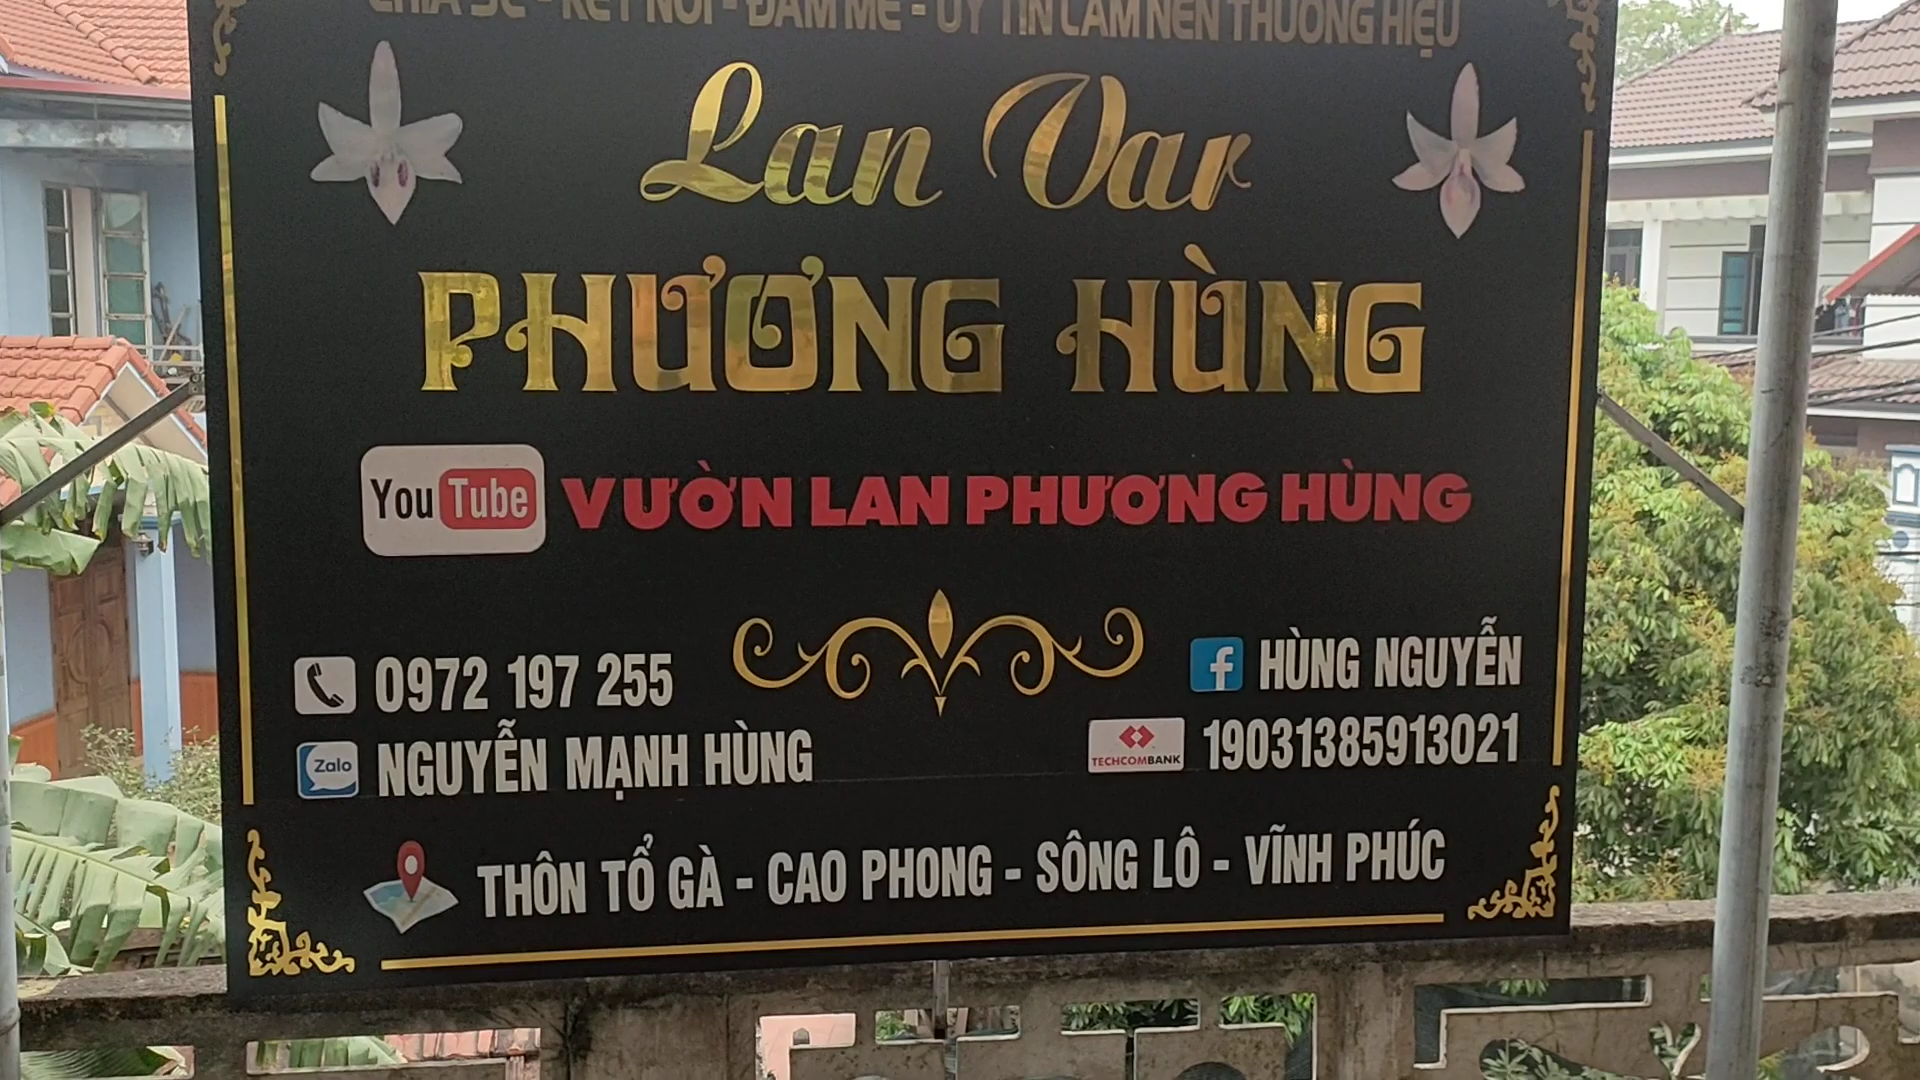 CHIA SẺ - KẾT NỐI - ĐAM MÊ - UY TÍN LÀM NÊN THƯƠNG HIỆU
Lan Var
PHƯƠNG HÙNG
YouTube VƯỜN LAN PHƯƠNG HÙNG
0972 197 255
HÙNG NGUYỄN
Zalo NGUYỄN MẠNH HÙNG
TECHCOMBANK 19031385913021
THÔN TỔ GÀ - CAO PHONG - SÔNG LÔ - VĨNH PHÚC